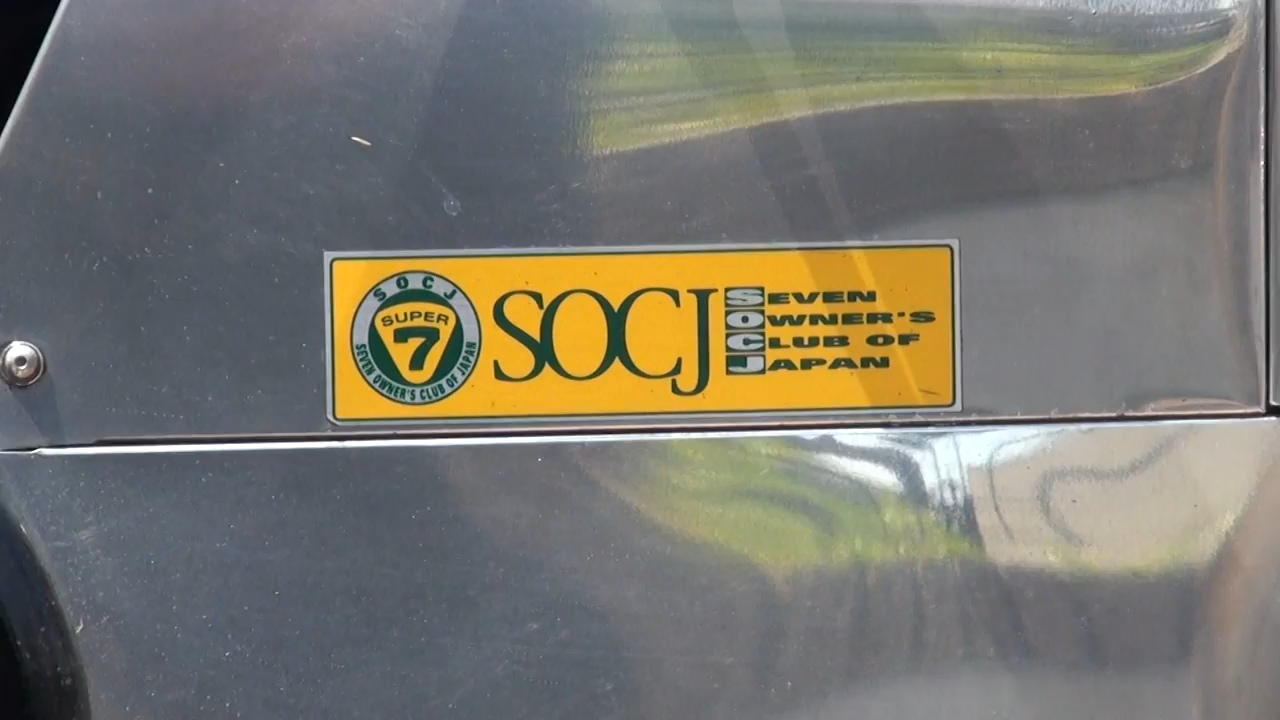 SOCJ
SUPER
7
SEVEN OWNER'S CLUB OF JAPAN
SOCJ
SEVEN
OWNER'S
CLUB OF
JAPAN